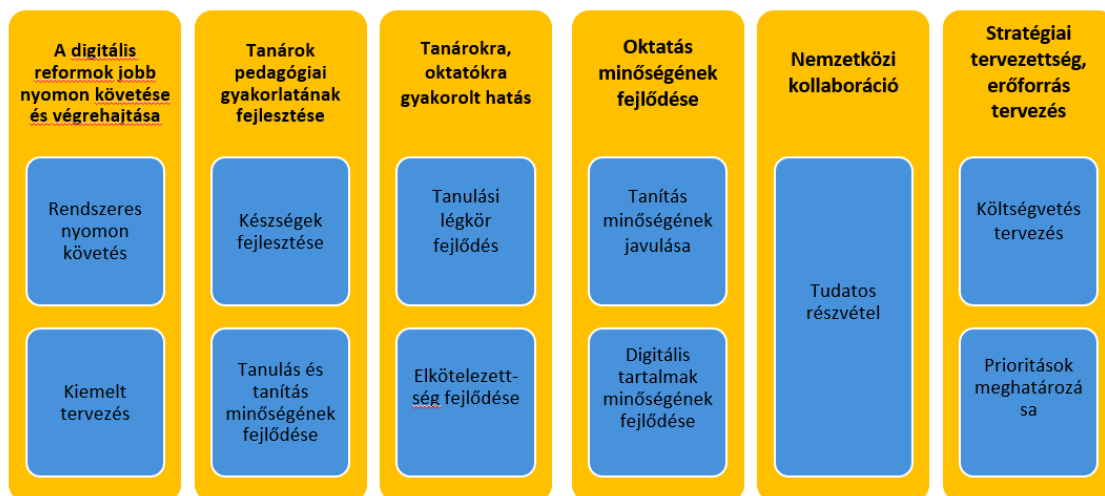 A digitális
reformok jobb
nyomon követése
és végrehajtása
Rendszeres
nyomon
követés
Kiemelt
tervezés
Tanárok
pedagógiai
gyakorlatának
fejlesztése
Készségek
fejlesztése
Tanulás és
tanítás
minőségének
fejlődése
Tanárokra,
oktatókra
gyakorolt hatás
Tanulási
légkör
fejlődés
Elkötelezett-
ség fejlődése
Oktatás
minőségének
fejlődése
Tanítás
minőségének
javulása
Digitális
tartalmak
minőségének
fejlődése
Nemzetközi
kollaboráció
Tudatos
részvétel
Stratégiai
tervezettség,
erőforrás
tervezés
Költségvetés
tervezés
Prioritások
meghatározá
sa